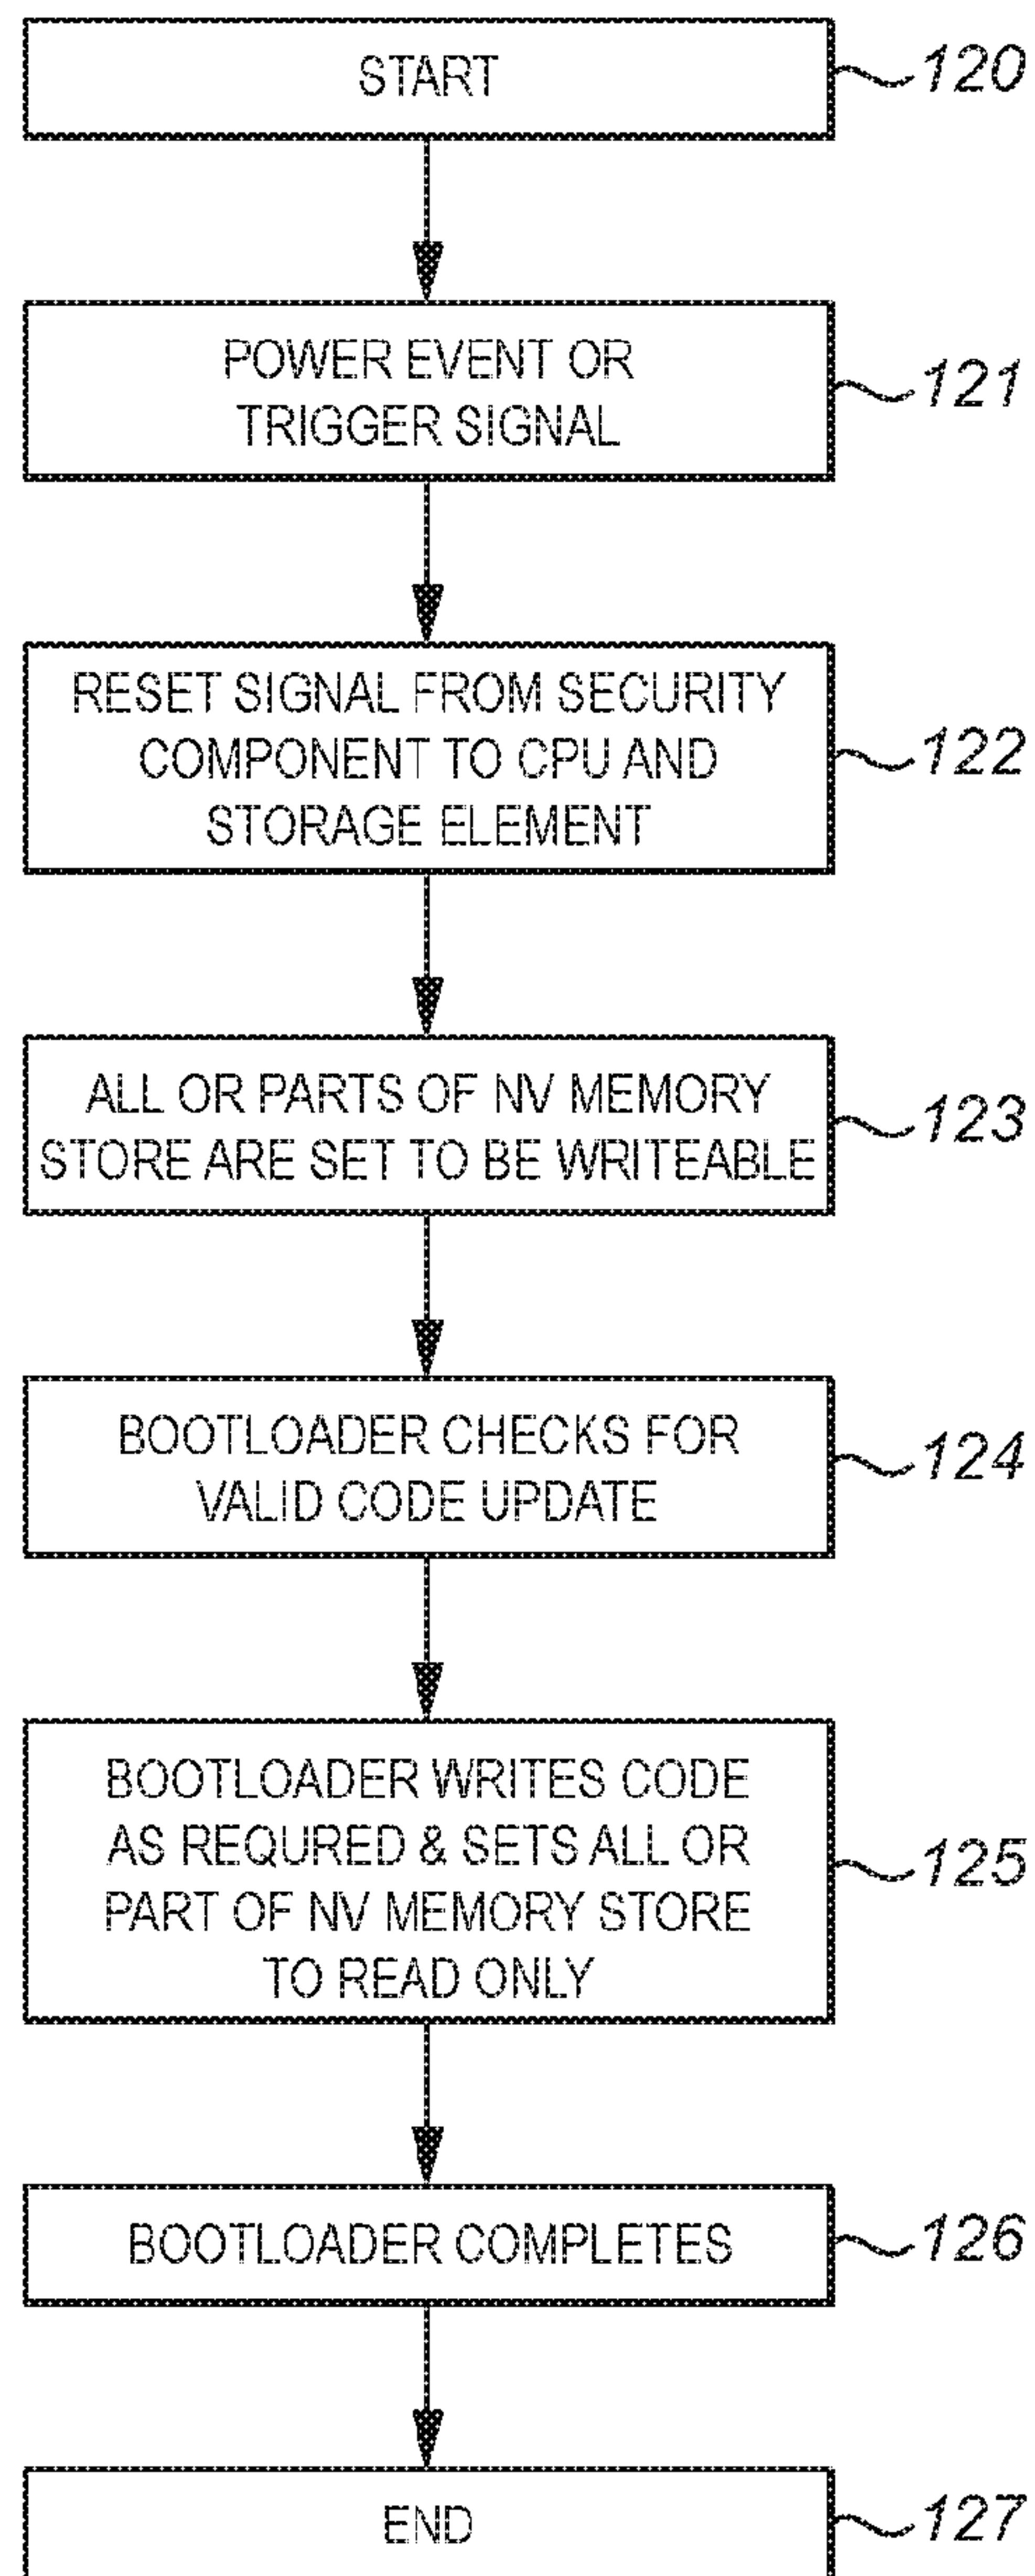 START
120
POWER EVENT OR
TRIGGER SIGNAL
121
RESET SIGNAL FROM SECURITY
COMPONENT TO CPU AND
STORAGE ELEMENT
122
ALL OR PARTS OF NV MEMORY
STORE ARE SET TO BE WRITEABLE
123
BOOTLOADER CHECKS FOR
VALID CODE UPDATE
124
BOOTLOADER WRITES CODE
AS REQURED & SETS ALL OR
PART OF NV MEMORY STORE
TO READ ONLY
125
BOOTLOADER COMPLETES
126
END
127